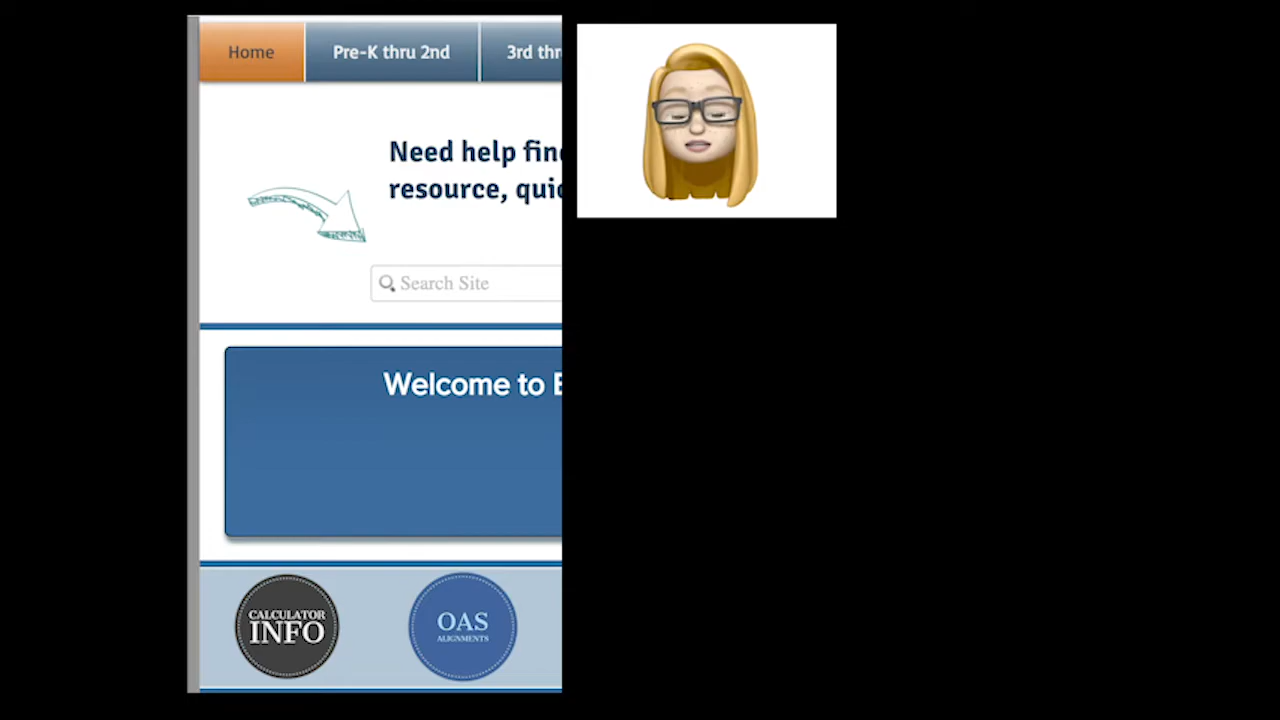 Home
Pre-K thru 2nd
3rd thr
Need help fin
resource, quic
Search Site
Welcome to E
CALCULATOR
INFO
OAS
ALIGNMENTS